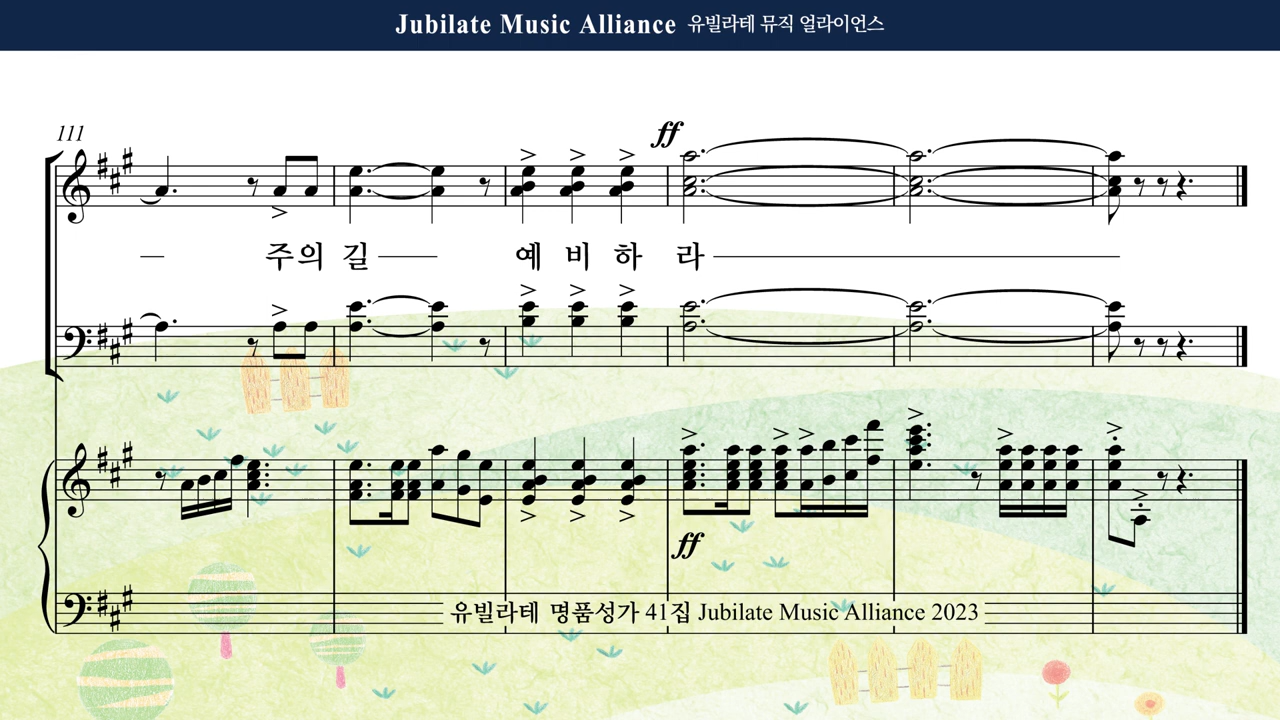 Jubilate Music Alliance 유빌라테 뮤직 얼라이언스
111
ff
주의 길 예 비 하 라
ff
유빌라테 명품성가 41집 Jubilate Music Alliance 2023